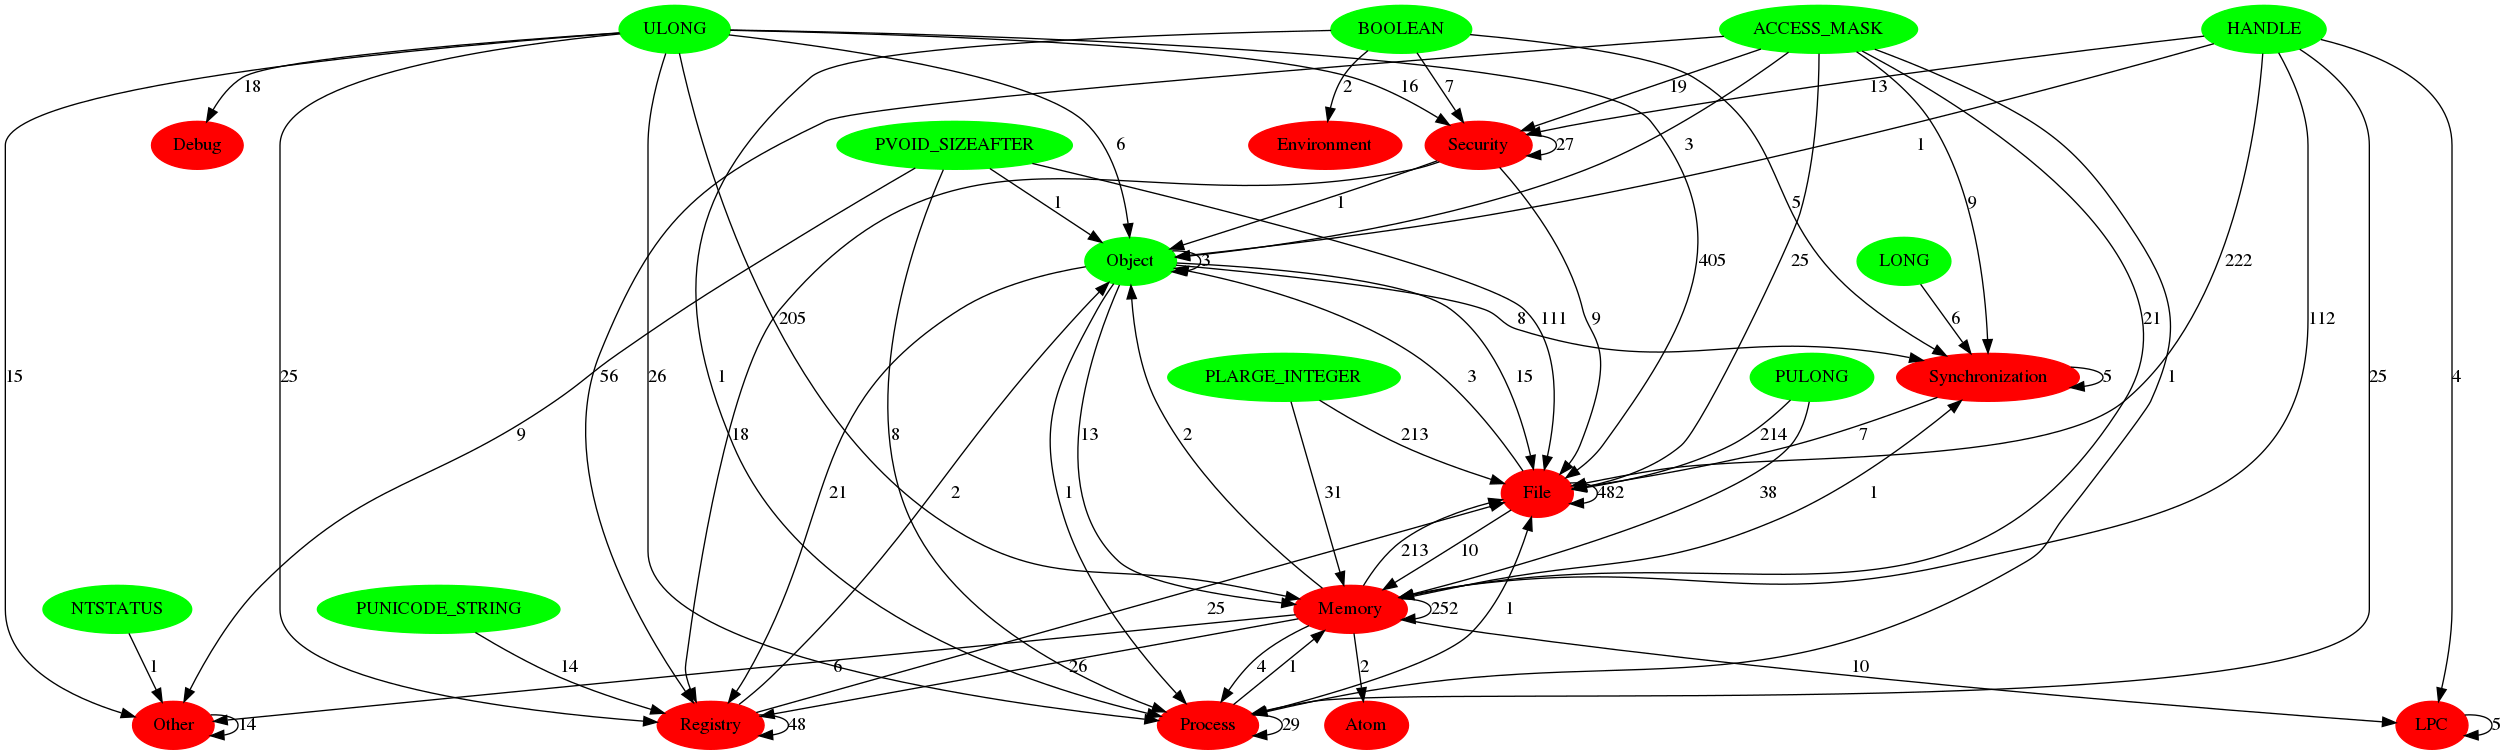 ULONG BOOLEAN ACCESS_MASK HANDLE
18 16 2 7 19 13
Debug PVOID_SIZEAFTER 6 Environment Security 27 3 1
1 1 5 9
Object 3 LONG 405 25 222
205 8 111 9 6 21 112
15 25 56 26 1 PLARGE_INTEGER 3 15 PULONG Synchronization 5 1 25 4
9 18 8 13 2 213 214 7
21 1 2 31 File 482 38 1
213 10
NTSTATUS PUNICODE_STRING 25 Memory 252 1
1 14 6 26 4 1 2 10
Other 14 Registry 48 Process 29 Atom LPC 5